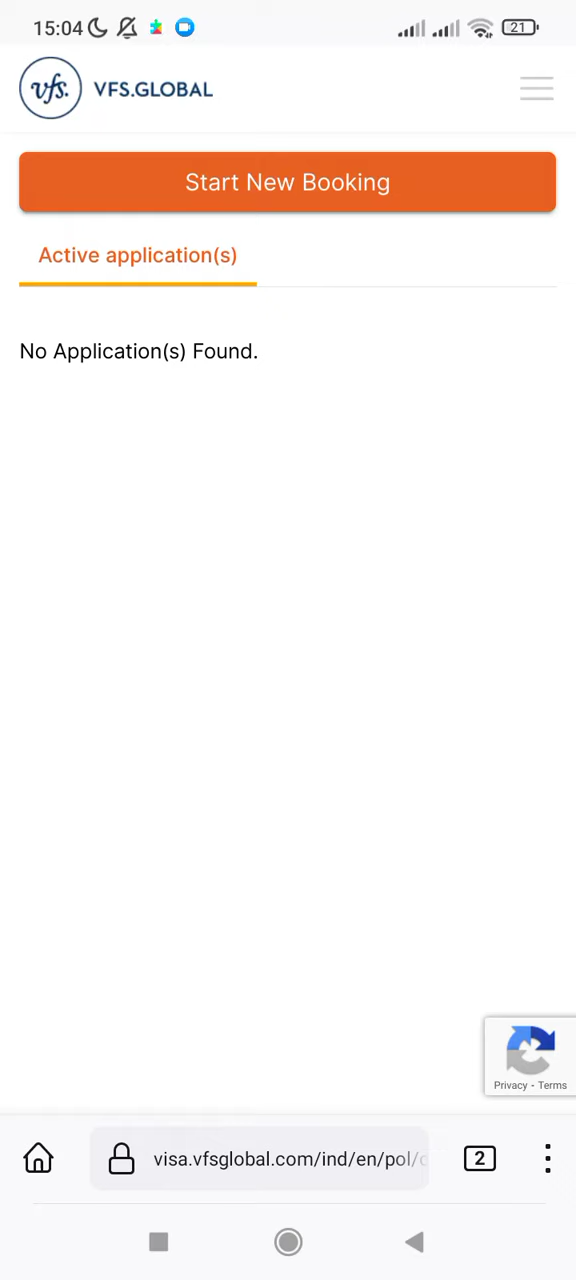 15:04
21
vfs.
VFS.GLOBAL
Start New Booking
Active application(s)
No Application(s) Found.
Privacy - Terms
visa.vfsglobal.com/ind/en/pol/
2